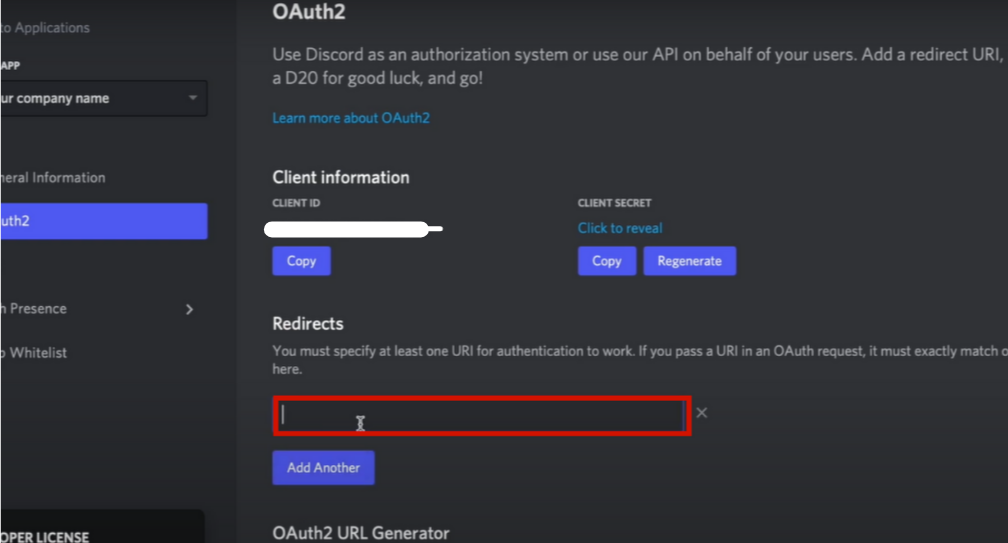 to Applications
APP
ur company name
neral Information
uth2
h Presence
o Whitelist
OPER LICENSE
OAuth2
Use Discord as an authorization system or use our API on behalf of your users. Add a redirect URI,
a D20 for good luck, and go!
Learn more about OAuth2
Client information
CLIENT ID
CLIENT SECRET
Click to reveal
Copy
Copy
Regenerate
Redirects
You must specify at least one URI for authentication to work. If you pass a URI in an OAuth request, it must exactly match o
here.
Add Another
OAuth2 URL Generator